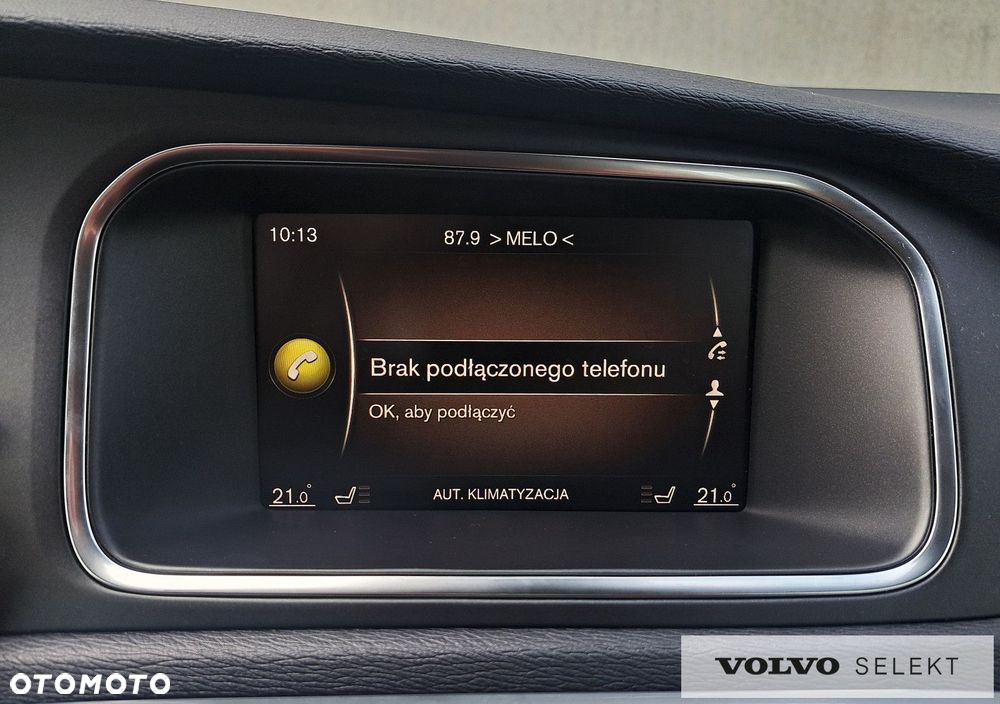 10:13
87.9 >MELO<
Brak podłączonego telefonu
OK, aby podłączyć
21.0°
AUT. KLIMATYZACJA
21.0°
VOLVO SELEKT
OTOMOTO